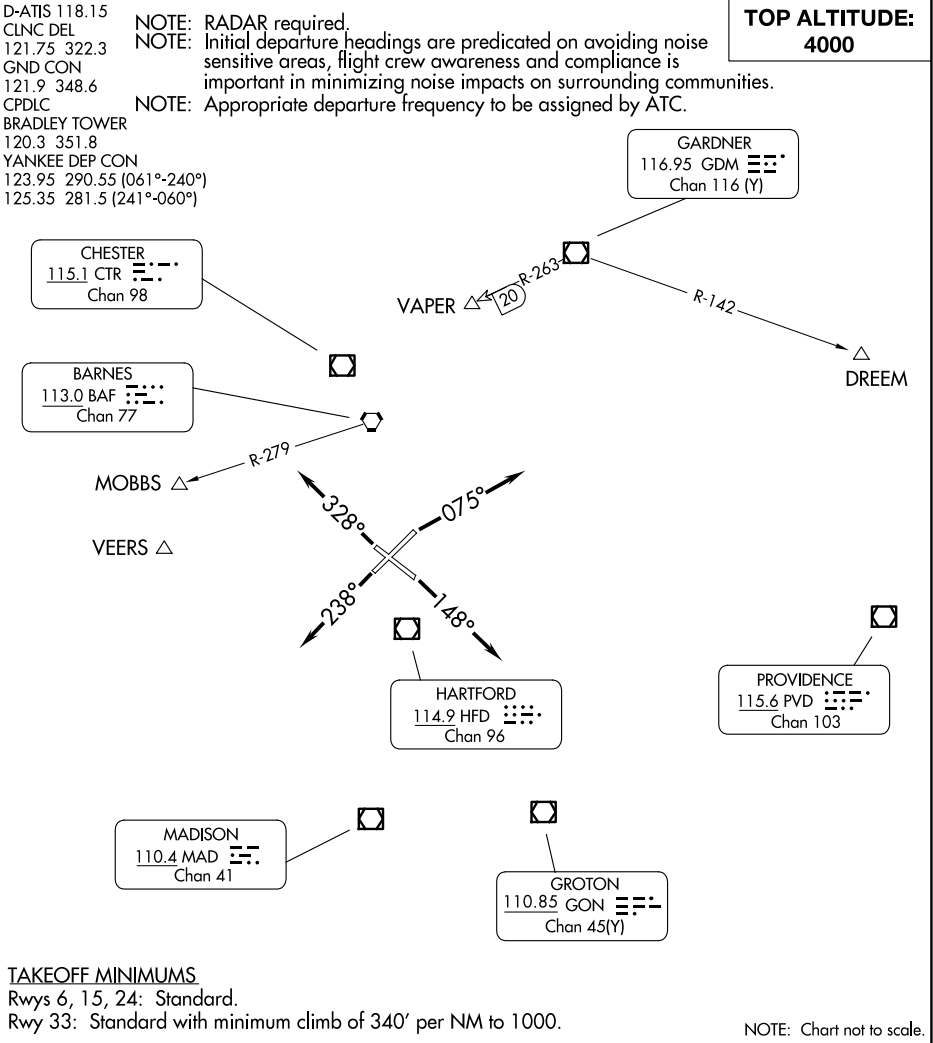 D-ATIS 118.15
CLNC DEL
121.75 322.3
GND CON
121.9 348.6
CPDLC
BRADLEY TOWER
120.3 351.8
YANKEE DEP CON
123.95 290.55 (061°-240°)
125.35 281.5 (241°-060°)
NOTE: RADAR required.
NOTE: Initial departure headings are predicated on avoiding noise
sensitive areas, flight crew awareness and compliance is
important in minimizing noise impacts on surrounding communities.
NOTE: Appropriate departure frequency to be assigned by ATC.
TOP ALTITUDE:
4000
GARDNER
116.95 GDM
Chan 116 (Y)
CHESTER
115.1 CTR
Chan 98
R-263
20
VAPER
R-142
DREEM
BARNES
113.0 BAF
Chan 77
R-279
MOBBS
VEERS
328°
075°
238°
148°
HARTFORD
114.9 HFD
Chan 96
PROVIDENCE
115.6 PVD
Chan 103
MADISON
110.4 MAD
Chan 41
GROTON
110.85 GON
Chan 45(Y)
TAKEOFF MINIMUMS
Rwys 6, 15, 24: Standard.
Rwy 33: Standard with minimum climb of 340' per NM to 1000.
NOTE: Chart not to scale.